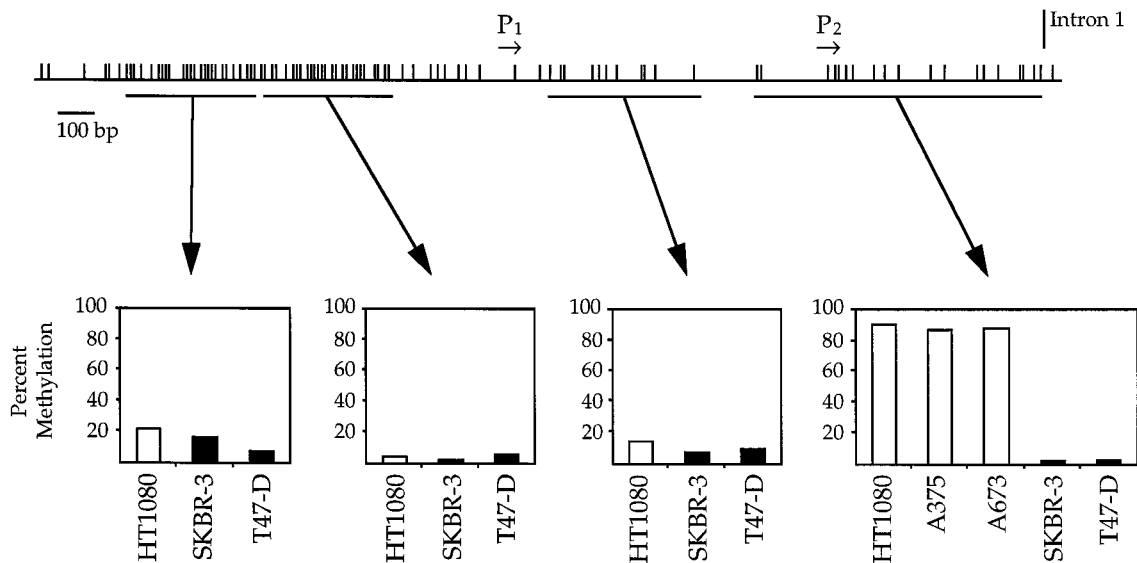 P1
P2
Intron 1
100 bp
Percent
Methylation
100
80
60
40
20
HT1080
SKBR-3
T47-D
100
80
60
40
20
HT1080
SKBR-3
T47-D
100
80
60
40
20
HT1080
SKBR-3
T47-D
100
80
60
40
20
HT1080
A375
A673
SKBR-3
T47-D